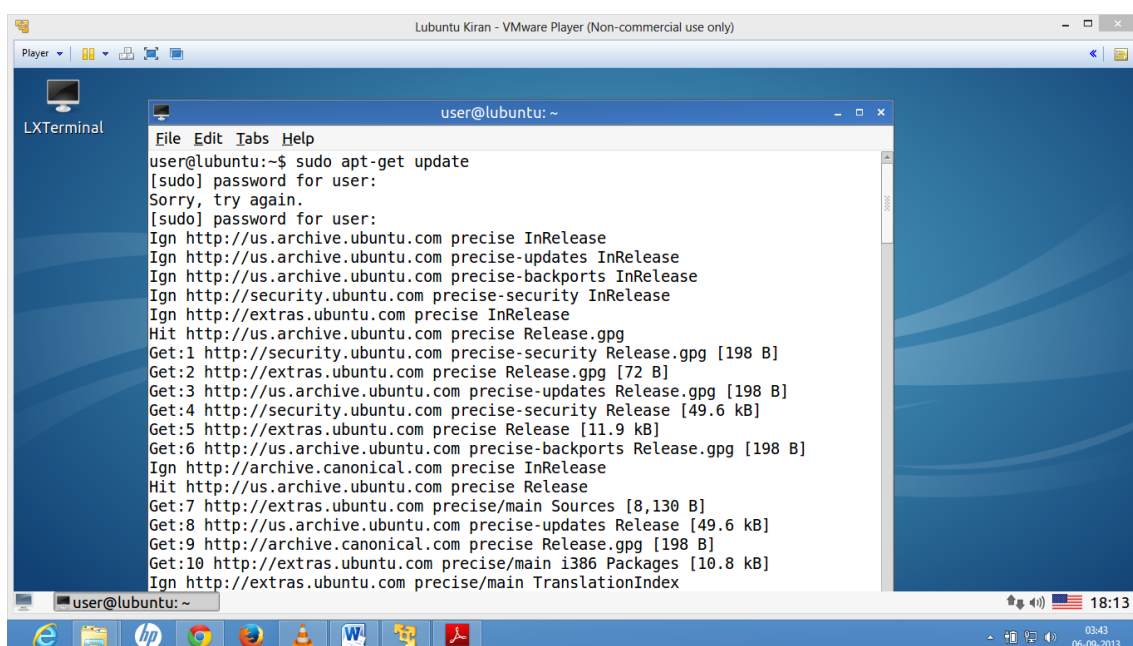 Lubuntu Kiran - VMware Player (Non-commercial use only)
Player
LXTerminal
user@lubuntu: ~
File Edit Tabs Help
user@lubuntu:~$ sudo apt-get update
[sudo] password for user:
Sorry, try again.
[sudo] password for user:
Ign http://us.archive.ubuntu.com precise InRelease
Ign http://us.archive.ubuntu.com precise-updates InRelease
Ign http://us.archive.ubuntu.com precise-backports InRelease
Ign http://security.ubuntu.com precise-security InRelease
Ign http://extras.ubuntu.com precise InRelease
Hit http://us.archive.ubuntu.com precise Release.gpg
Get:1 http://security.ubuntu.com precise-security Release.gpg [198 B]
Get:2 http://extras.ubuntu.com precise Release.gpg [72 B]
Get:3 http://us.archive.ubuntu.com precise-updates Release.gpg [198 B]
Get:4 http://security.ubuntu.com precise-security Release [49.6 kB]
Get:5 http://extras.ubuntu.com precise Release [11.9 kB]
Get:6 http://us.archive.ubuntu.com precise-backports Release.gpg [198 B]
Ign http://archive.canonical.com precise InRelease
Hit http://us.archive.ubuntu.com precise Release
Get:7 http://extras.ubuntu.com precise/main Sources [8,130 B]
Get:8 http://us.archive.ubuntu.com precise-updates Release [49.6 kB]
Get:9 http://archive.canonical.com precise Release.gpg [198 B]
Get:10 http://extras.ubuntu.com precise/main i386 Packages [10.8 kB]
Ign http://extras.ubuntu.com precise/main TranslationIndex
user@lubuntu: ~
18:13
hp
W
03:43
06-09-2013